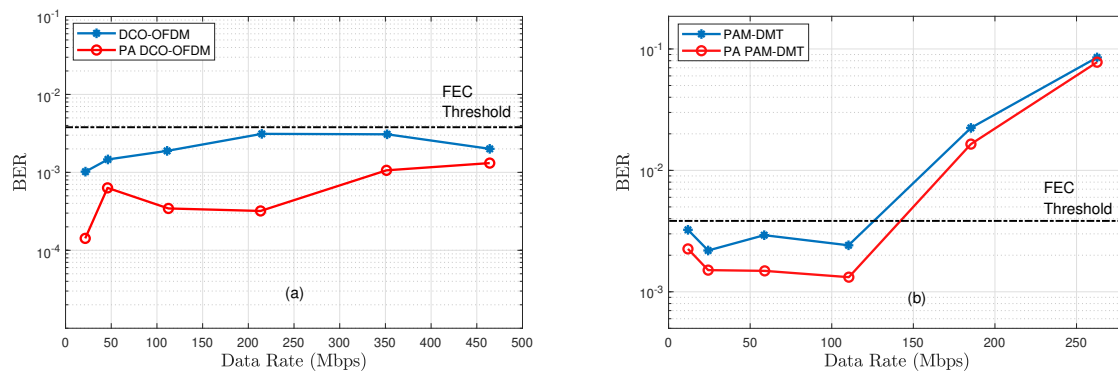 10^-1
DCO-OFDM
PA DCO-OFDM
10^-2
FEC
Threshold
BER
10^-3
10^-4
(a)
0 50 100 150 200 250 300 350 400 450 500
Data Rate (Mbps)
PAM-DMT
PA PAM-DMT
10^-1
BER
10^-2
FEC
Threshold
10^-3
(b)
0 50 100 150 200 250
Data Rate (Mbps)